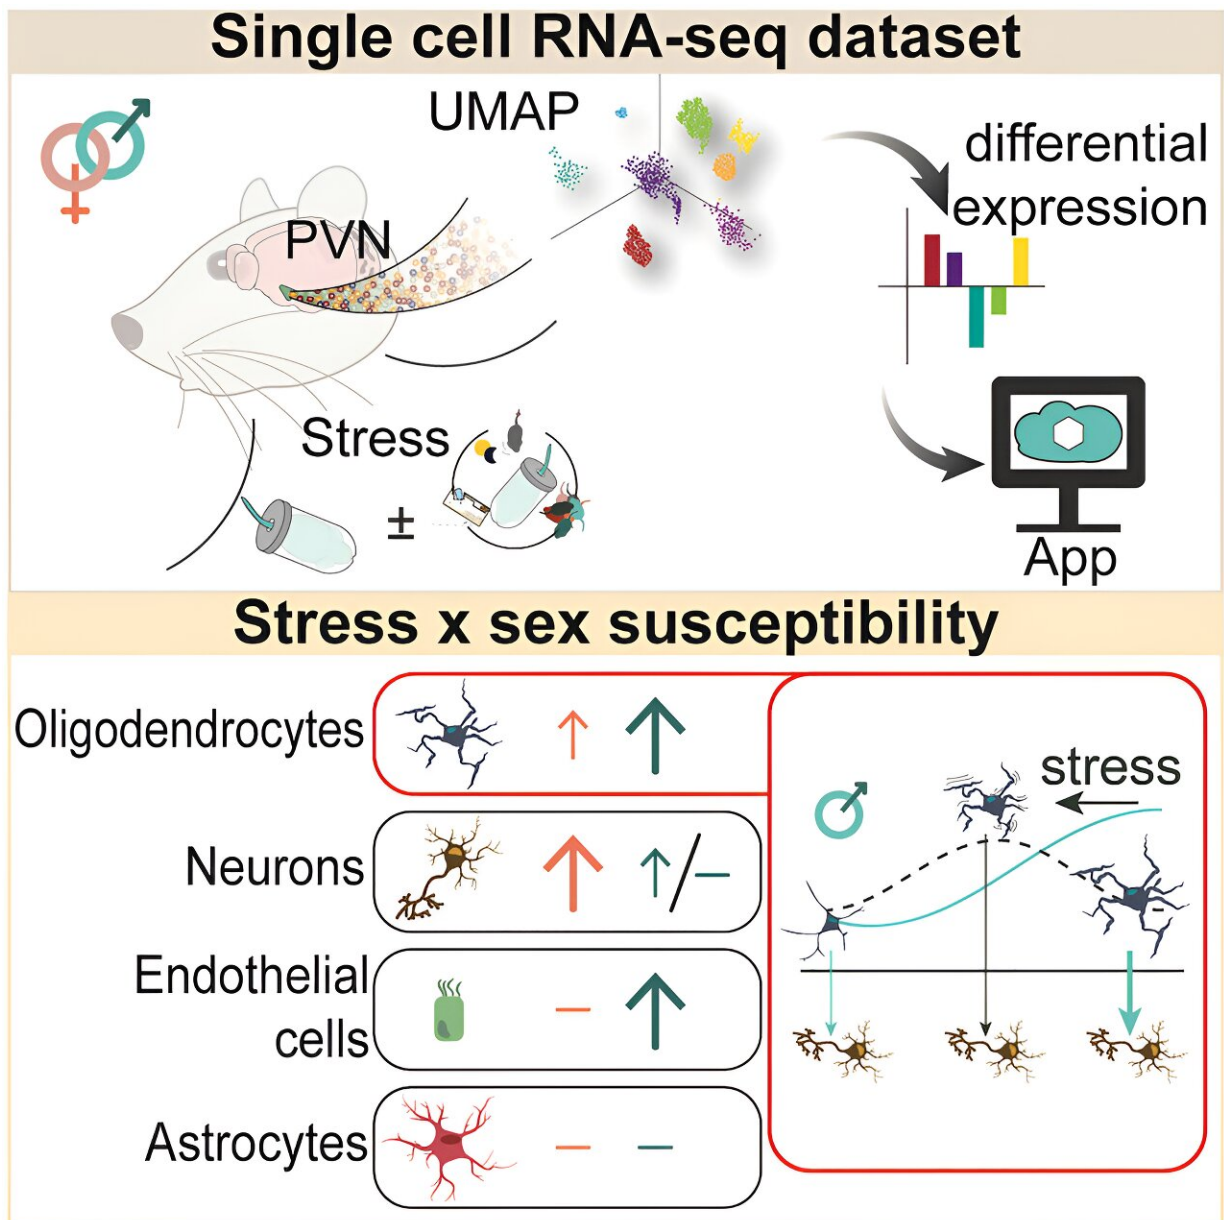 Single cell RNA-seq dataset
UMAP
differential
expression
PVN
Stress
±
App
Stress x sex susceptibility
Oligodendrocytes
stress
Neurons
Endothelial
cells
Astrocytes